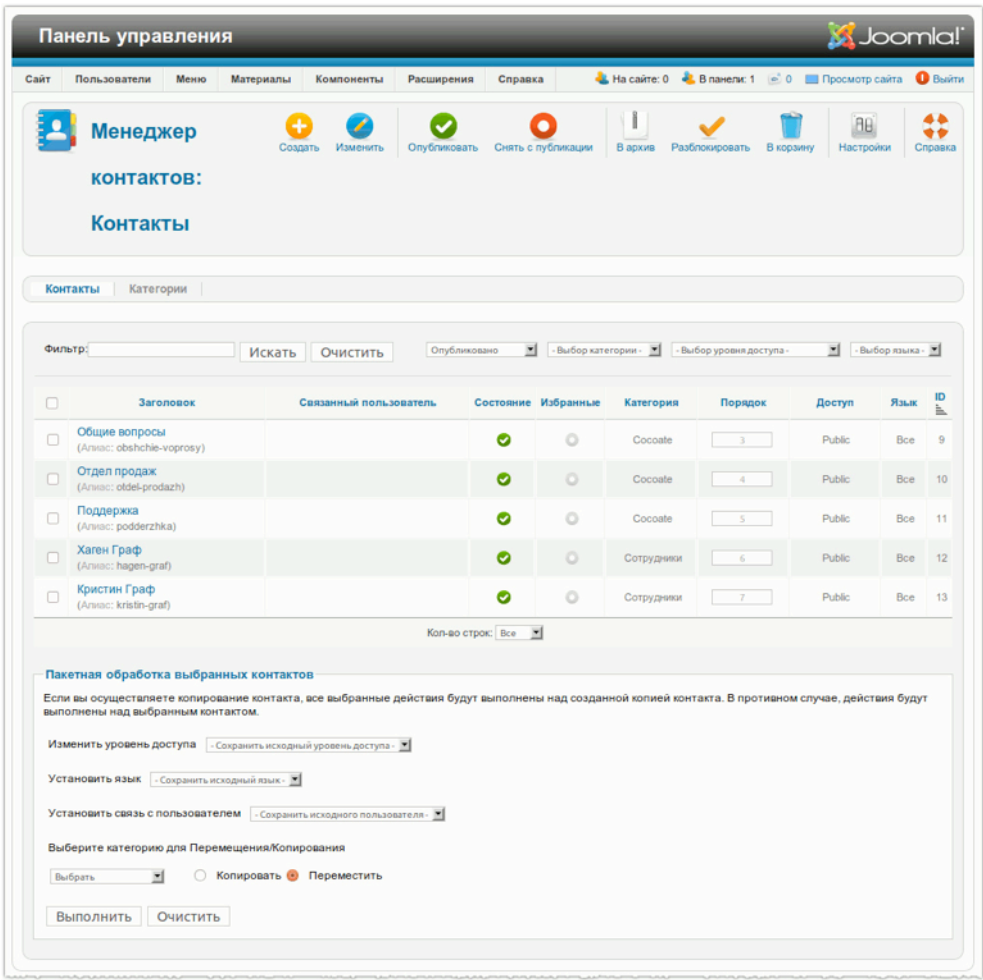 Панель управления
Joomla!
Сайт Пользователи Меню Материалы Компоненты Расширения Справка На сайте: 0 В панели: 1 0 Просмотр сайта Выйти
Менеджер контактов: Контакты
Создать Изменить Опубликовать Снять с публикации В архив Разблокировать В корзину Настройки Справка
Контакты Категории
Фильтр: Искать Очистить Опубликовано - Выбор категории - - Выбор уровня доступа - - Выбор языка -
Заголовок Связанный пользователь Состояние Избранные Категория Порядок Доступ Язык ID
Общие вопросы
(Алиас: obshchie-voprosy) Cocoate 3 Public Все 9
Отдел продаж
(Алиас: otdel-prodazh) Cocoate 4 Public Все 10
Поддержка
(Алиас: podderzhka) Cocoate 5 Public Все 11
Хаген Граф
(Алиас: hagen-graf) Сотрудники 6 Public Все 12
Кристин Граф
(Алиас: kristin-graf) Сотрудники 7 Public Все 13
Кол-во строк: Все
Пакетная обработка выбранных контактов
Если вы осуществляете копирование контакта, все выбранные действия будут выполнены над созданной копией контакта. В противном случае, действия будут
выполнены над выбранным контактом.
Изменить уровень доступа - Сохранить исходный уровень доступа -
Установить язык - Сохранить исходный язык -
Установить связь с пользователем - Сохранить исходного пользователя -
Выберите категорию для Перемещения/Копирования
Выбрать Копировать Переместить
Выполнить Очистить